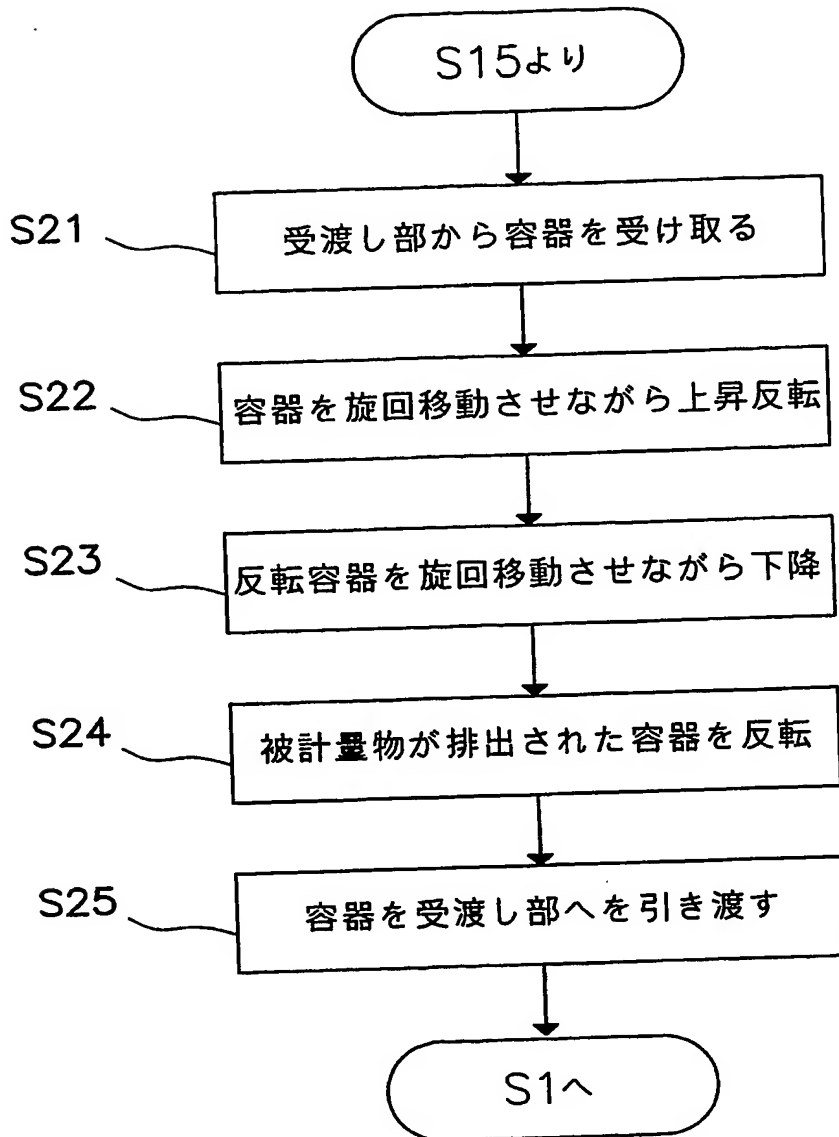 S15より
S21
受渡し部から容器を受け取る
S22
容器を旋回移動させながら上昇反転
S23
反転容器を旋回移動させながら下降
S24
被計量物が排出された容器を反転
S25
容器を受渡し部へを引き渡す
S1へ